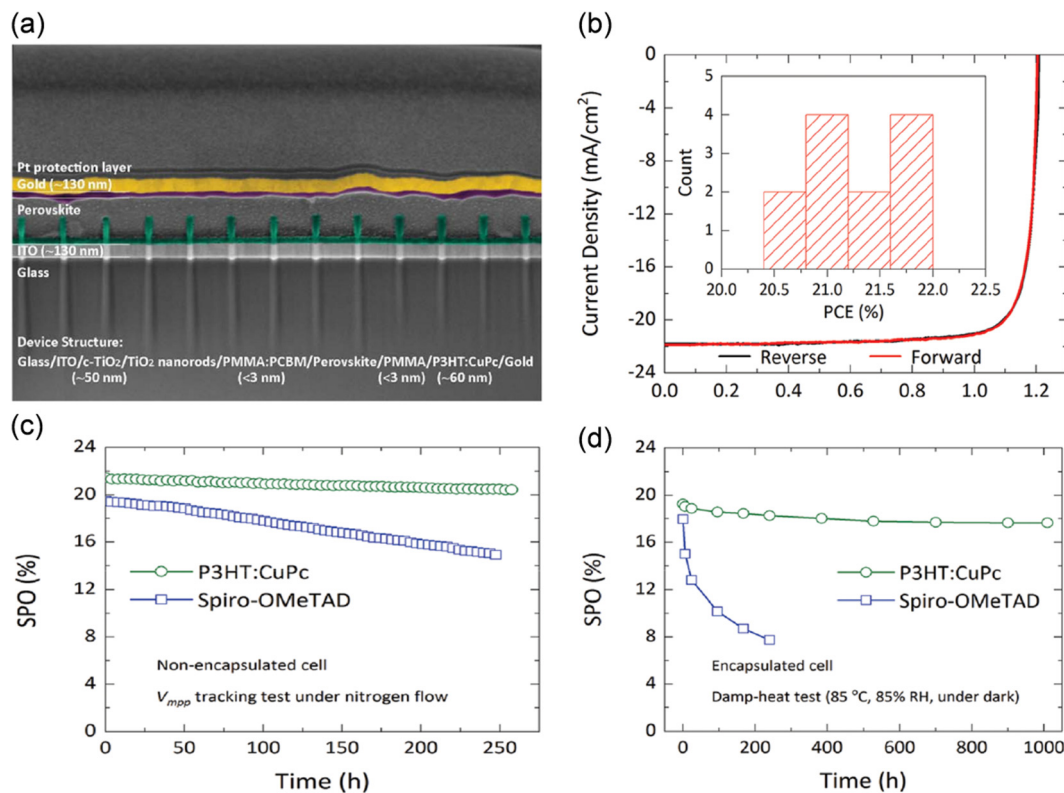 (a)
Pt protection layer
Gold (~130 nm)
Perovskite
ITO (~130 nm)
Glass
Device Structure:
Glass/ITO/c-TiO₂/TiO₂ nanorods/PMMA:PCBM/Perovskite/PMMA/P3HT:CuPc/Gold
(~50 nm) (<3 nm) (<3 nm) (~60 nm)
(b)
Current Density (mA/cm²)
0
-4
-8
-12
-16
-20
-24
0.0 0.2 0.4 0.6 0.8 1.0 1.2
Count
5
4
3
2
1
0
20.0 20.5 21.0 21.5 22.0 22.5
PCE (%)
Reverse Forward
(c)
SPO (%)
24
20
16
12
8
4
0
P3HT:CuPc
Spiro-OMeTAD
Non-encapsulated cell
Vmpp tracking test under nitrogen flow
0 50 100 150 200 250
Time (h)
(d)
SPO (%)
24
20
16
12
8
4
0
P3HT:CuPc
Spiro-OMeTAD
Encapsulated cell
Damp-heat test (85 °C, 85% RH, under dark)
0 200 400 600 800 1000
Time (h)